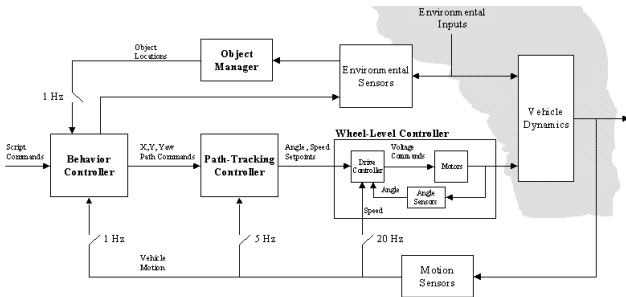 Environmental
Inputs
Object
Locations
Object
Manager
Environmental
Sensors
Vehicle
Dynamics
1 Hz
Script
Commands
Behavior
Controller
X,Y, Yaw
Path Commands
Path-Tracking
Controller
Angle, Speed
Setpoints
Wheel-Level Controller
Drive
Controller
Voltage
Commands
Motors
Angle
Angle
Sensors
Speed
1 Hz
5 Hz
20 Hz
Vehicle
Motion
Motion
Sensors